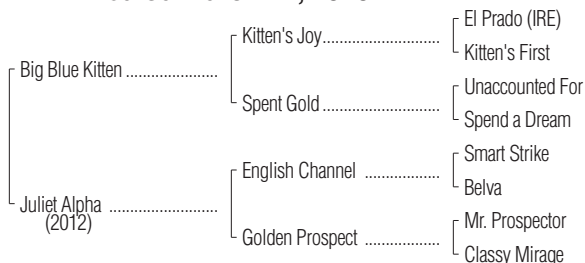 El Prado (IRE)
Kitten's Joy
Kitten's First
Big Blue Kitten
Unaccounted For
Spent Gold
Spend a Dream
Smart Strike
English Channel
Belva
Juliet Alpha
(2012)
Mr. Prospector
Golden Prospect
Classy Mirage